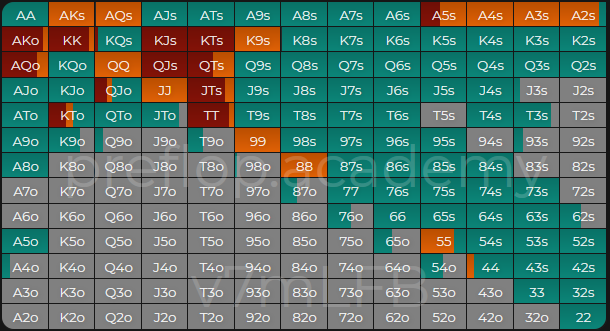 AA AKs AQs AJs ATs A9s A8s A7s A6s A5s A4s A3s A2s
AKo KK KQs KJs KTs K9s K8s K7s K6s K5s K4s K3s K2s
AQo KQo QQ QJs QTs Q9s Q8s Q7s Q6s Q5s Q4s Q3s Q2s
AJo KJo QJo JJ JTs J9s J8s J7s J6s J5s J4s J3s J2s
ATo KTo QTo JTo TT T9s T8s T7s T6s T5s T4s T3s T2s
A9o K9o Q9o J9o T9o 99 98s 97s 96s 95s 94s 93s 92s
A8o K8o Q8o J8o T8o 98o 88 87s 86s 85s 84s 83s 82s
preflop.academy
A7o K7o Q7o J7o T7o 97o 87o 77 76s 75s 74s 73s 72s
A6o K6o Q6o J6o T6o 96o 86o 76o 66 65s 64s 63s 62s
A5o K5o Q5o J5o T5o 95o 85o 75o 65o 55 54s 53s 52s
A4o K4o Q4o J4o T4o 94o 84o 74o 64o 54o 44 43s 42s
v7mLFB
A3o K3o Q3o J3o T3o 93o 83o 73o 63o 53o 43o 33 32s
A2o K2o Q2o J2o T2o 92o 82o 72o 62o 52o 42o 32o 22